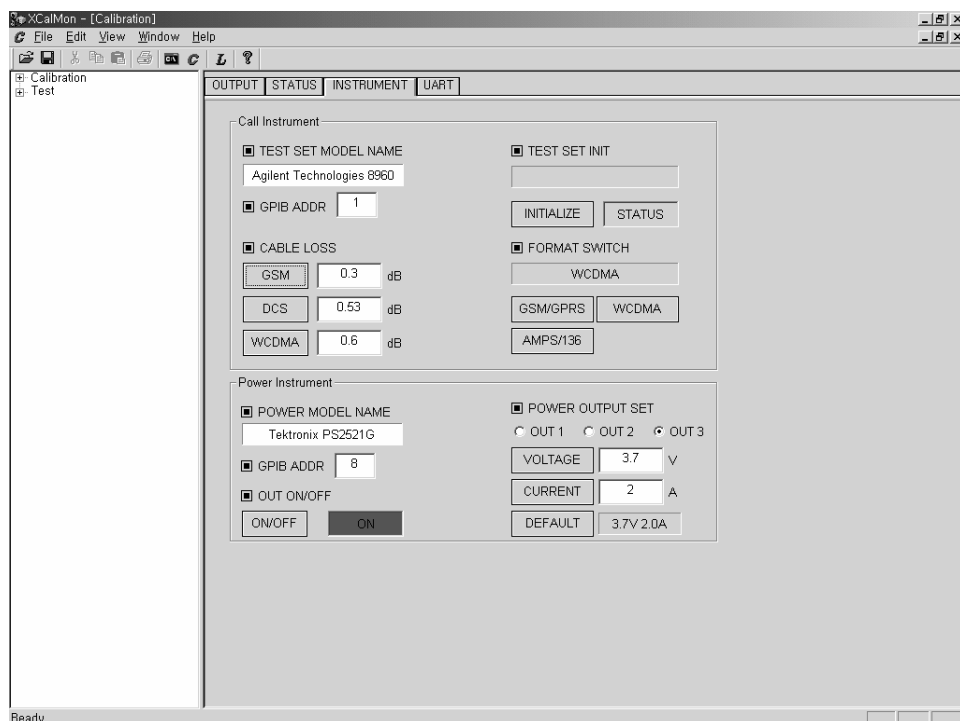 XCalMon - [Calibration]
File Edit View Window Help
Calibration
Test
OUTPUT STATUS INSTRUMENT UART
Call Instrument
TEST SET MODEL NAME
Agilent Technologies 8960
GPIB ADDR 1
CABLE LOSS
GSM 0.3 dB
DCS 0.53 dB
WCDMA 0.6 dB
TEST SET INIT
INITIALIZE STATUS
FORMAT SWITCH
WCDMA
GSM/GPRS WCDMA
AMPS/136
Power Instrument
POWER MODEL NAME
Tektronix PS2521G
GPIB ADDR 8
OUT ON/OFF
ON/OFF ON
POWER OUTPUT SET
OUT 1 OUT 2 OUT 3
VOLTAGE 3.7 V
CURRENT 2 A
DEFAULT 3.7V 2.0A
Ready